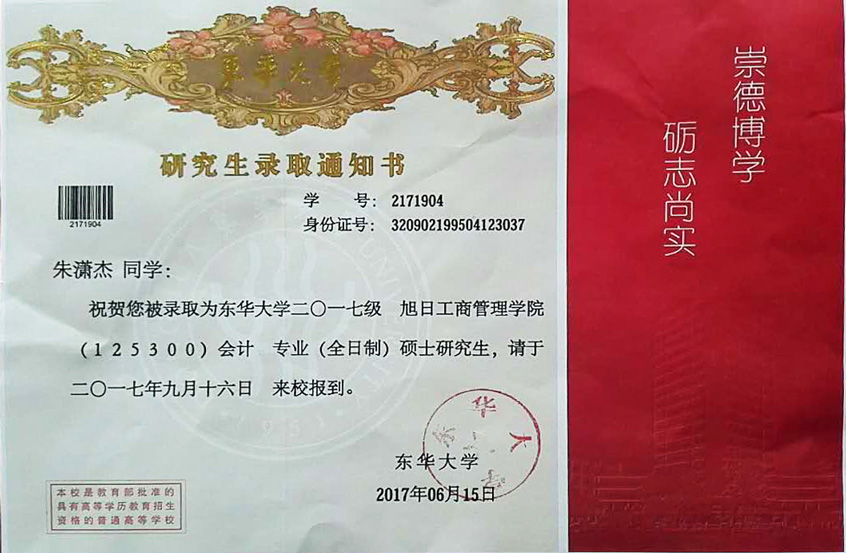 东华大学
研究生录取通知书
2171904
学 号: 2171904
身份证号: 320902199504123037
朱潇杰 同学:
祝贺您被录取为东华大学二〇一七级 旭日工商管理学院
(125300)会计 专业(全日制)硕士研究生,请于
二〇一七年九月十六日 来校报到。
东华大学
2017年06月15日
本校是教育部批准的
具有高等学历教育招生
资格的普通高等学校
崇德博学
砺志尚实